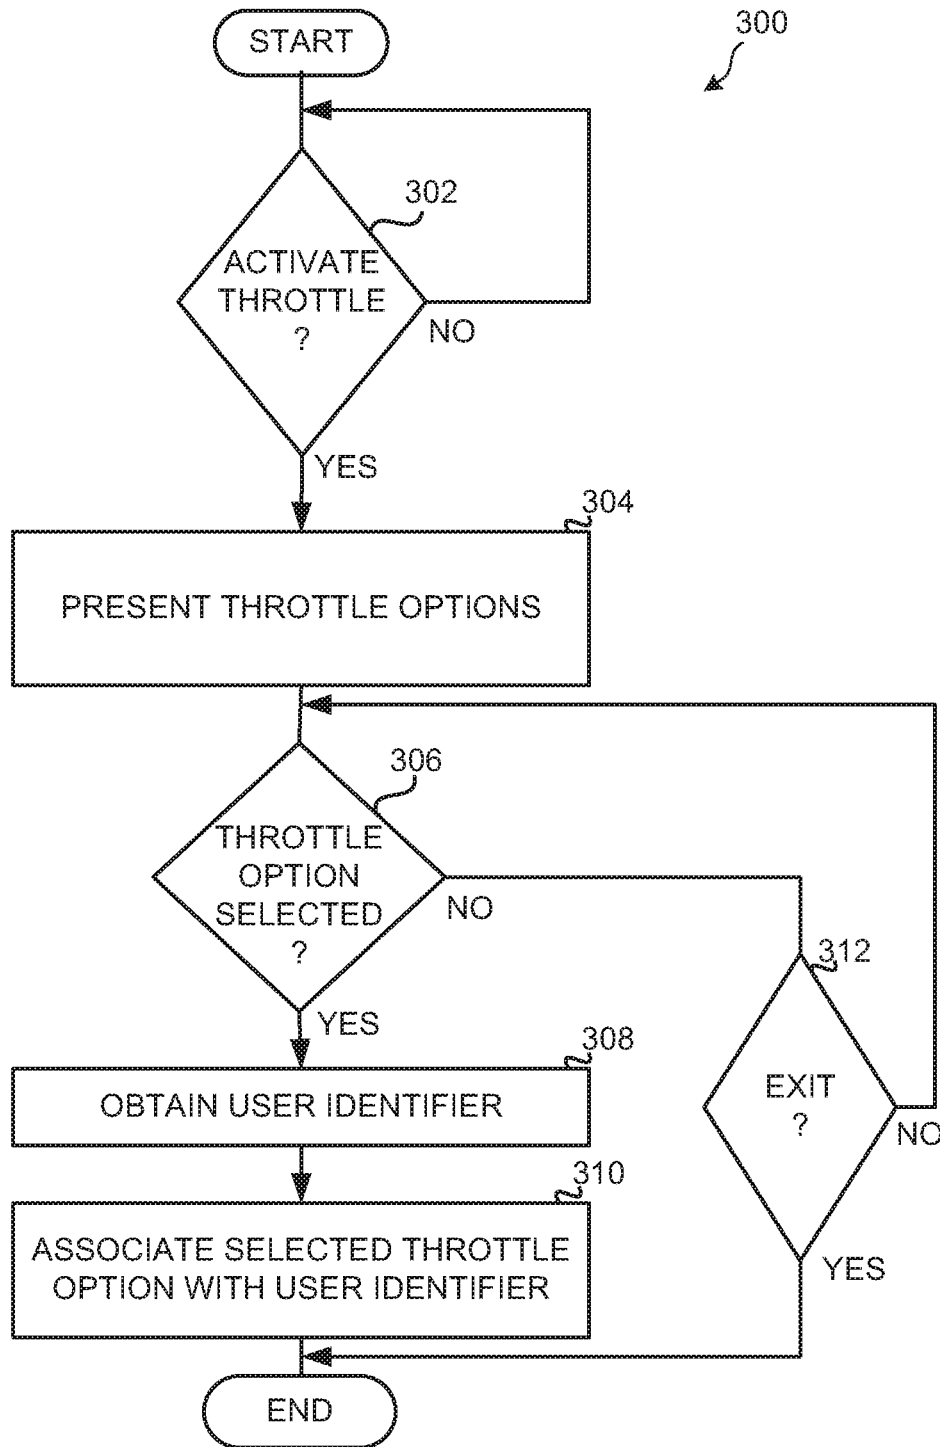 START
300
302
ACTIVATE
THROTTLE
?
NO
YES
304
PRESENT THROTTLE OPTIONS
306
THROTTLE
OPTION
SELECTED
?
NO
312
YES
308
EXIT
?
NO
OBTAIN USER IDENTIFIER
310
ASSOCIATE SELECTED THROTTLE
OPTION WITH USER IDENTIFIER
YES
END